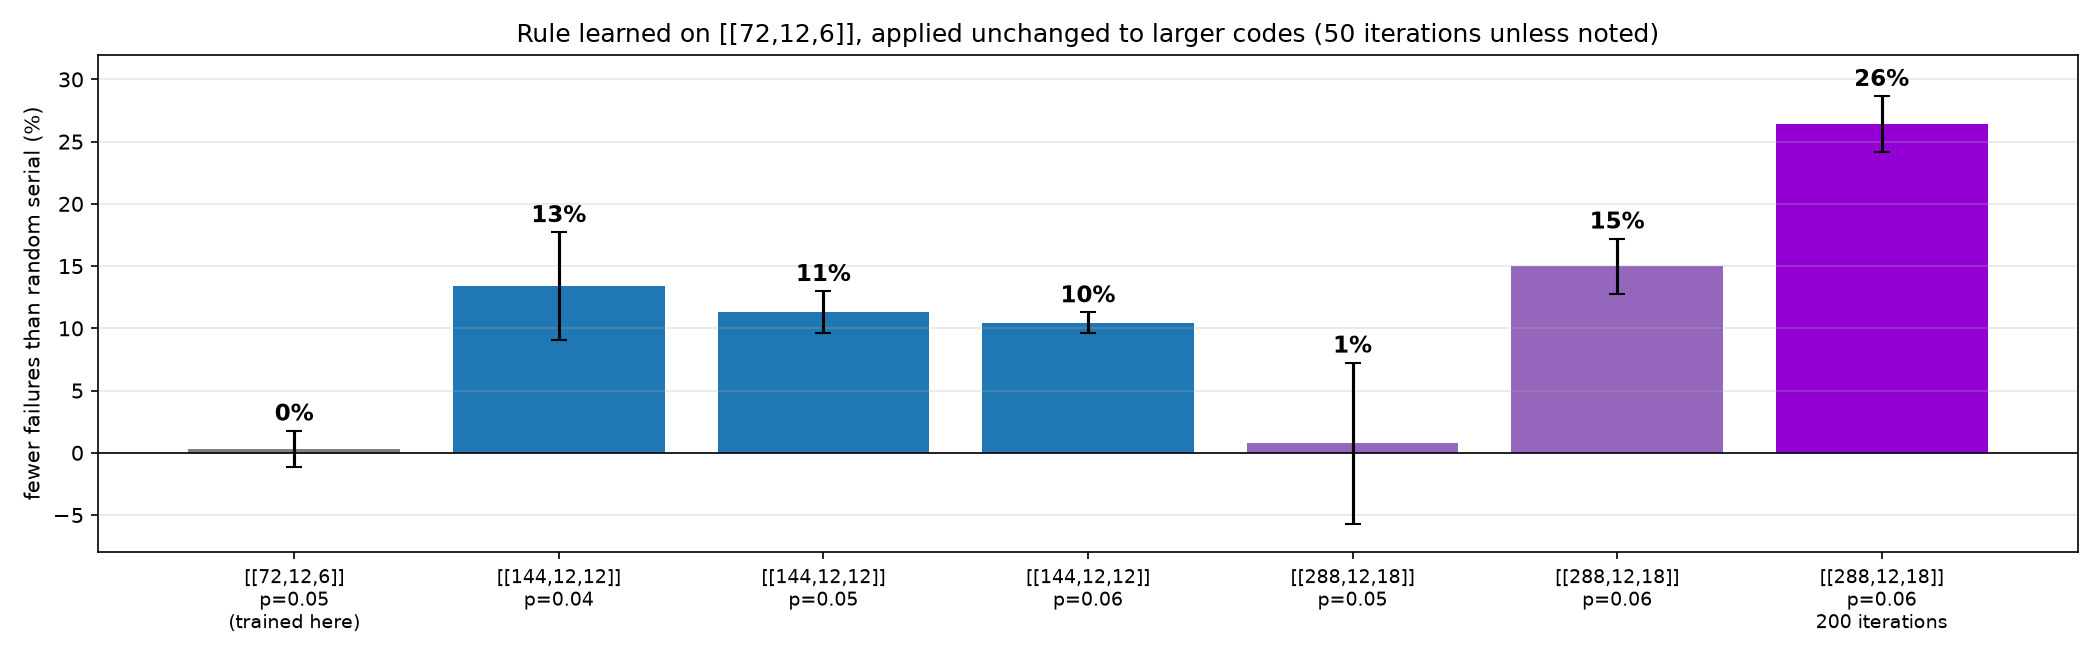 Rule learned on [[72,12,6]], applied unchanged to larger codes (50 iterations unless noted)
fewer failures than random serial (%)
30
25
20
15
10
5
0
−5
0%
13%
11%
10%
1%
15%
26%
[[72,12,6]]
p=0.05
(trained here)
[[144,12,12]]
p=0.04
[[144,12,12]]
p=0.05
[[144,12,12]]
p=0.06
[[288,12,18]]
p=0.05
[[288,12,18]]
p=0.06
[[288,12,18]]
p=0.06
200 iterations